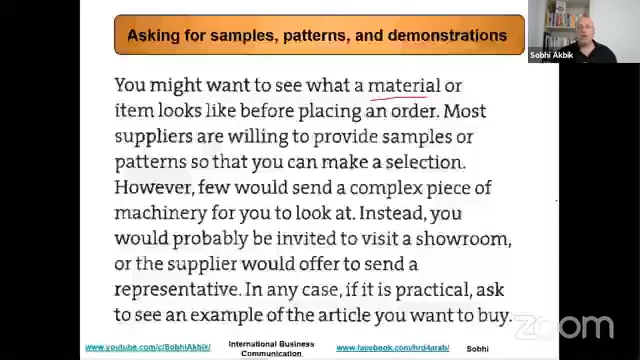 Asking for samples, patterns, and demonstrations
Sobhi Akbik
You might want to see what a material or
item looks like before placing an order. Most
suppliers are willing to provide samples or
patterns so that you can make a selection.
However, few would send a complex piece of
machinery for you to look at. Instead, you
would probably be invited to visit a showroom,
or the supplier would offer to send a
representative. In any case, if it is practical, ask
to see an example of the article you want to buy.
zoom
www.youtube.com/c/SobhiAkbik/
International Business
Communication
www.facebook.com/hrd4arab/
Sobhi